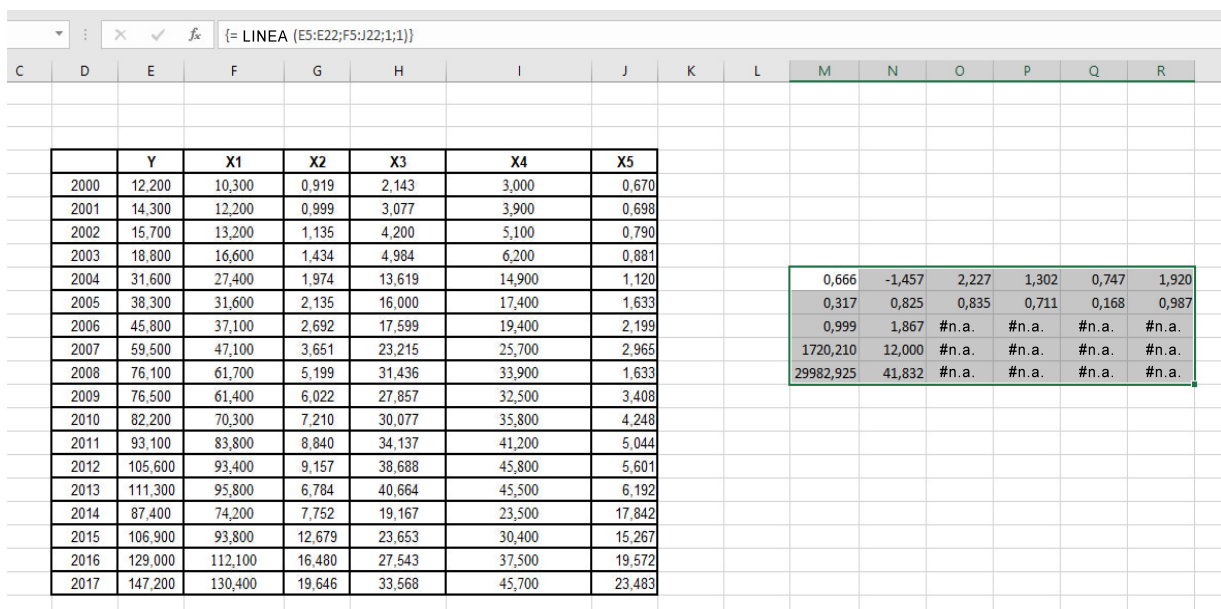 fx {= LINEA (E5:E22;F5:J22;1;1)}
C D E F G H I J K L M N O P Q R
Y X1 X2 X3 X4 X5
2000 12,200 10,300 0,919 2,143 3,000 0,670
2001 14,300 12,200 0,999 3,077 3,900 0,698
2002 15,700 13,200 1,135 4,200 5,100 0,790
2003 18,800 16,600 1,434 4,984 6,200 0,881
2004 31,600 27,400 1,974 13,619 14,900 1,120 0,666 -1,457 2,227 1,302 0,747 1,920
2005 38,300 31,600 2,135 16,000 17,400 1,633 0,317 0,825 0,835 0,711 0,168 0,987
2006 45,800 37,100 2,692 17,599 19,400 2,199 0,999 1,867 #n.a. #n.a. #n.a. #n.a.
2007 59,500 47,100 3,651 23,215 25,700 2,965 1720,210 12,000 #n.a. #n.a. #n.a. #n.a.
2008 76,100 61,700 5,199 31,436 33,900 1,633 29982,925 41,832 #n.a. #n.a. #n.a. #n.a.
2009 76,500 61,400 6,022 27,857 32,500 3,408
2010 82,200 70,300 7,210 30,077 35,800 4,248
2011 93,100 83,800 8,840 34,137 41,200 5,044
2012 105,600 93,400 9,157 38,688 45,800 5,601
2013 111,300 95,800 6,784 40,664 45,500 6,192
2014 87,400 74,200 7,752 19,167 23,500 17,842
2015 106,900 93,800 12,679 23,653 30,400 15,267
2016 129,000 112,100 16,480 27,543 37,500 19,572
2017 147,200 130,400 19,646 33,568 45,700 23,483